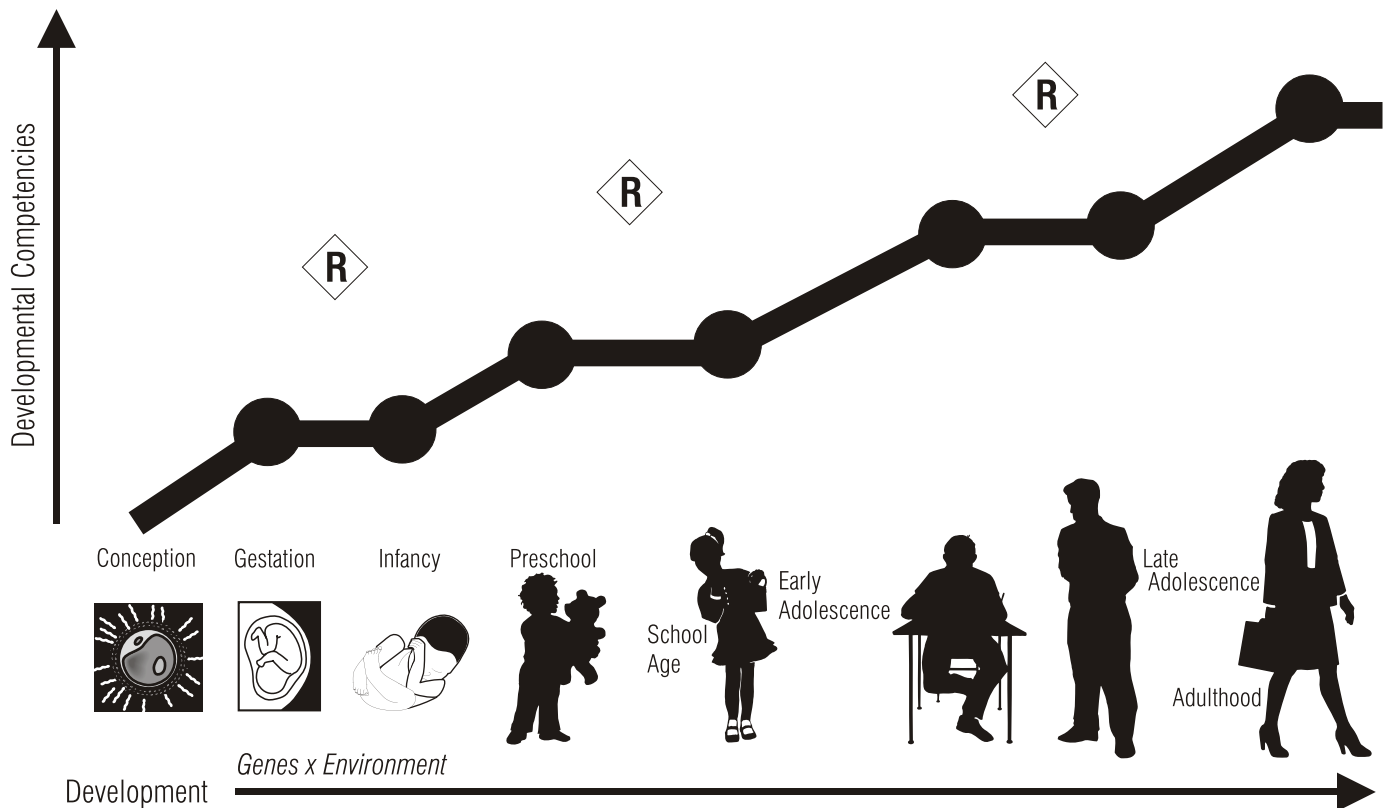 Developmental Competencies
R
R
R
Conception
Gestation
Infancy
Preschool
School
Age
Early
Adolescence
Late
Adolescence
Adulthood
Genes x Environment
Development